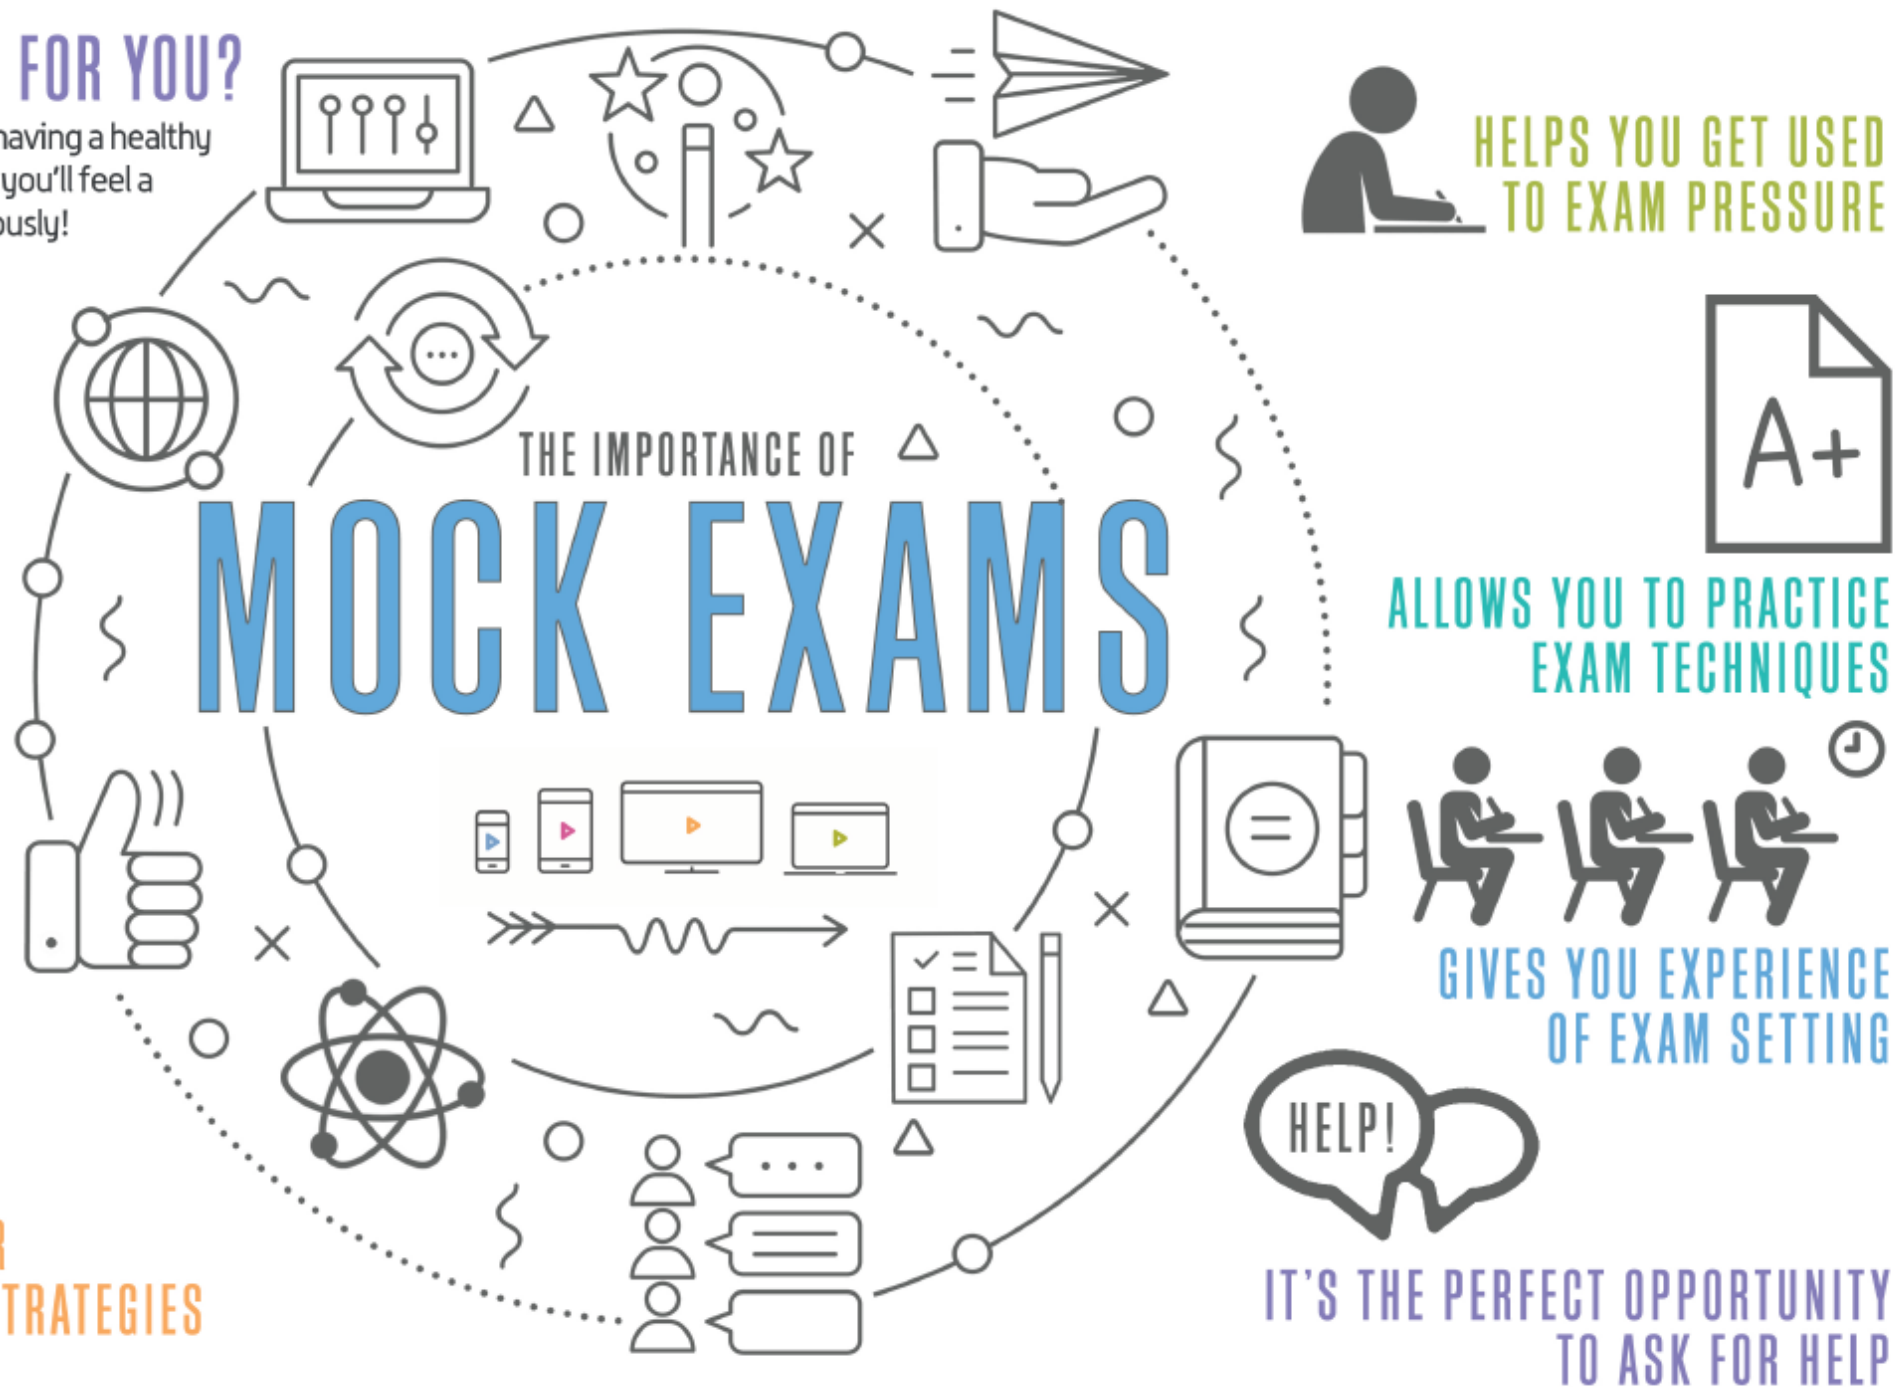 FOR YOU?
having a healthy
you'll feel a
ously!
THE IMPORTANCE OF
MOCK EXAMS
HELPS YOU GET USED
TO EXAM PRESSURE
A+
ALLOWS YOU TO PRACTICE
EXAM TECHNIQUES
GIVES YOU EXPERIENCE
OF EXAM SETTING
HELP!
IT'S THE PERFECT OPPORTUNITY
TO ASK FOR HELP
R
TRATEGIES